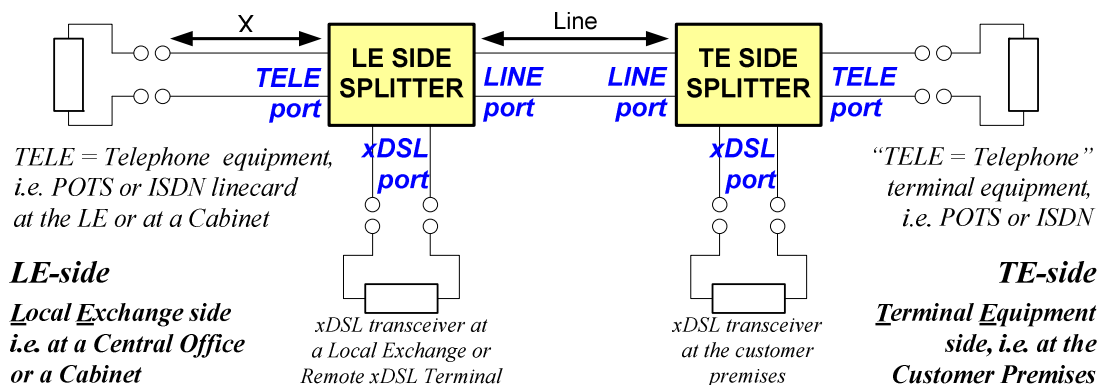 X
Line
LE SIDE
SPLITTER
TE SIDE
SPLITTER
TELE
port
LINE
port
LINE
port
TELE
port
xDSL
port
xDSL
port
TELE = Telephone equipment,
i.e. POTS or ISDN linecard
at the LE or at a Cabinet
“TELE = Telephone”
terminal equipment,
i.e. POTS or ISDN
LE-side
Local Exchange side
i.e. at a Central Office
or a Cabinet
xDSL transceiver at
a Local Exchange or
Remote xDSL Terminal
xDSL transceiver
at the customer
premises
TE-side
Terminal Equipment
side, i.e. at the
Customer Premises